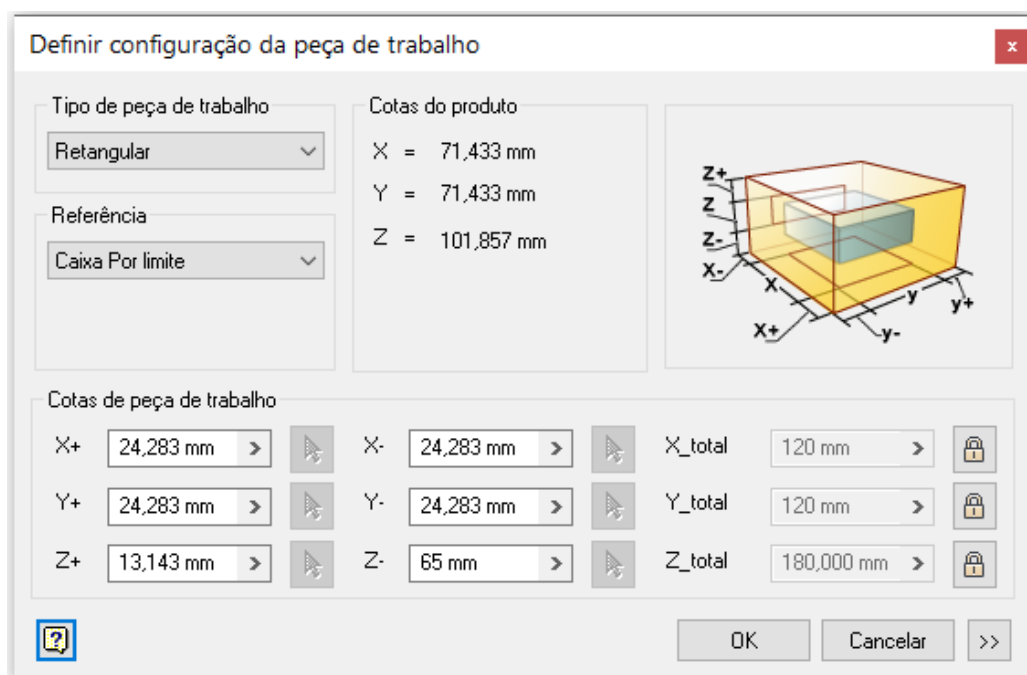 Definir configuração da peça de trabalho
x
Tipo de peça de trabalho
Retangular
Referência
Caixa Por limite
Cotas do produto
X = 71,433 mm
Y = 71,433 mm
Z = 101,857 mm
Z+
Z
Z-
X-
X
X+
y-
y
y+
Cotas de peça de trabalho
X+ 24,283 mm > X- 24,283 mm > X_total 120 mm >
Y+ 24,283 mm > Y- 24,283 mm > Y_total 120 mm >
Z+ 13,143 mm > Z- 65 mm > Z_total 180,000 mm >
? OK Cancelar >>